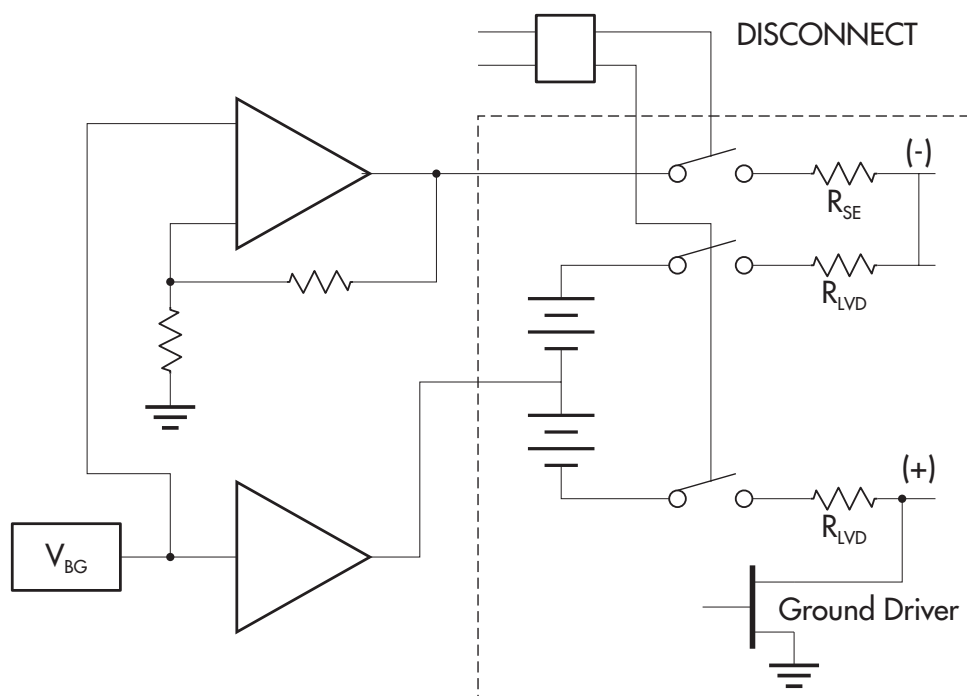 DISCONNECT
(-)
R_SE
R_LVD
(+)
R_LVD
V_BG
Ground Driver